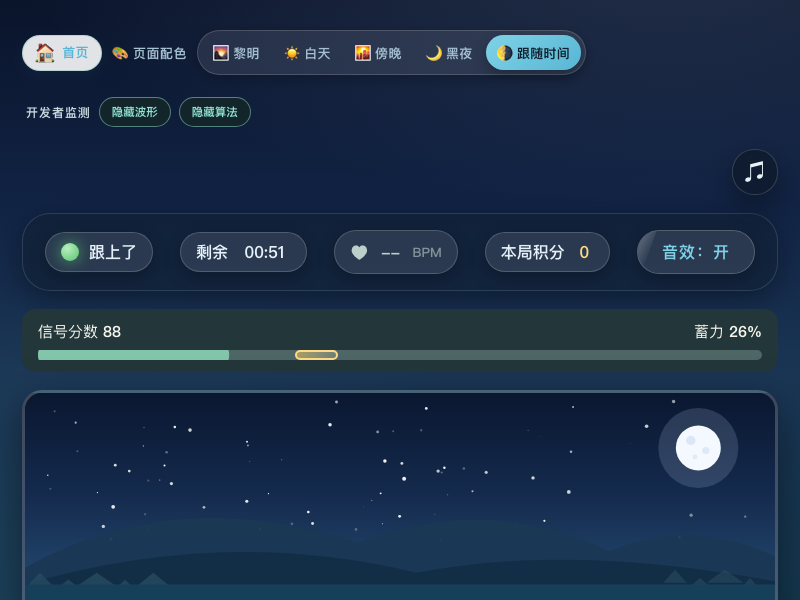 首页 页面配色 黎明 白天 傍晚 黑夜 跟随时间
开发者监测 隐藏波形 隐藏算法
跟上了 剩余 00:51 -- BPM 本局积分 0 音效：开
信号分数 88 蓄力 26%